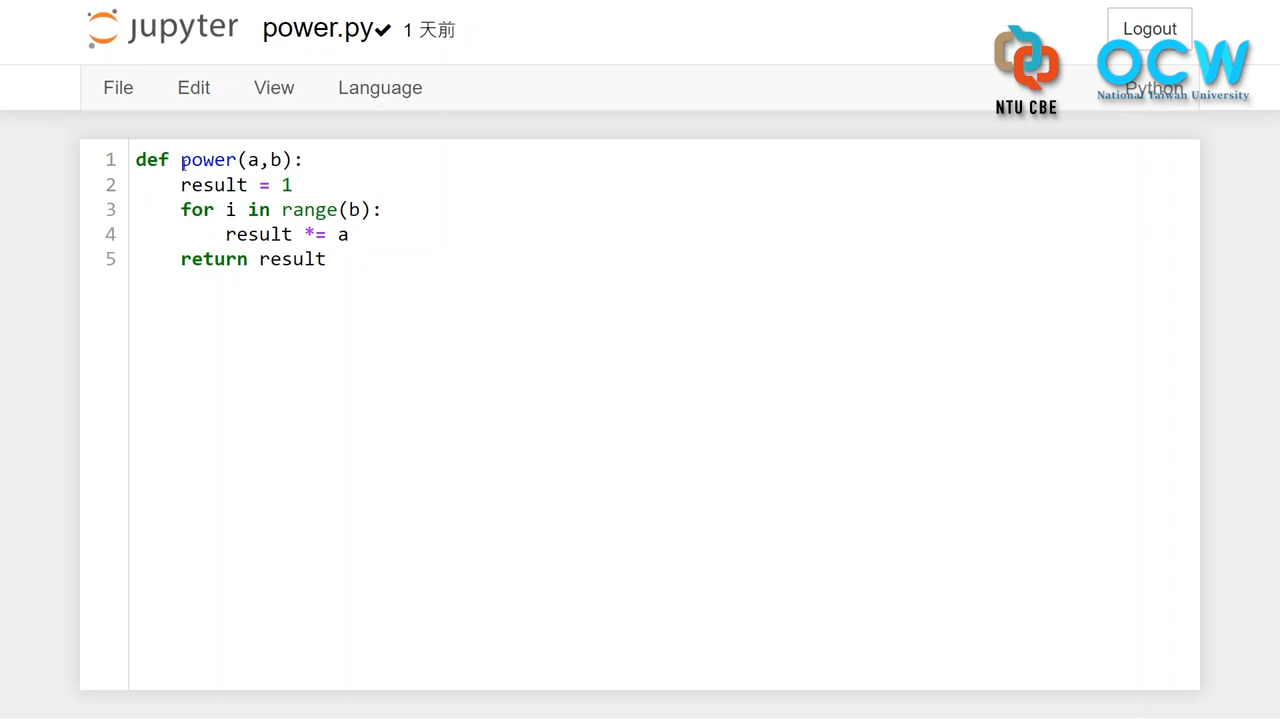 jupyter power.py✔ 1 天前
Logout
File Edit View Language
Python
NTU CBE
OCW
National Taiwan University
1 def power(a,b):
2     result = 1
3     for i in range(b):
4         result *= a
5     return result